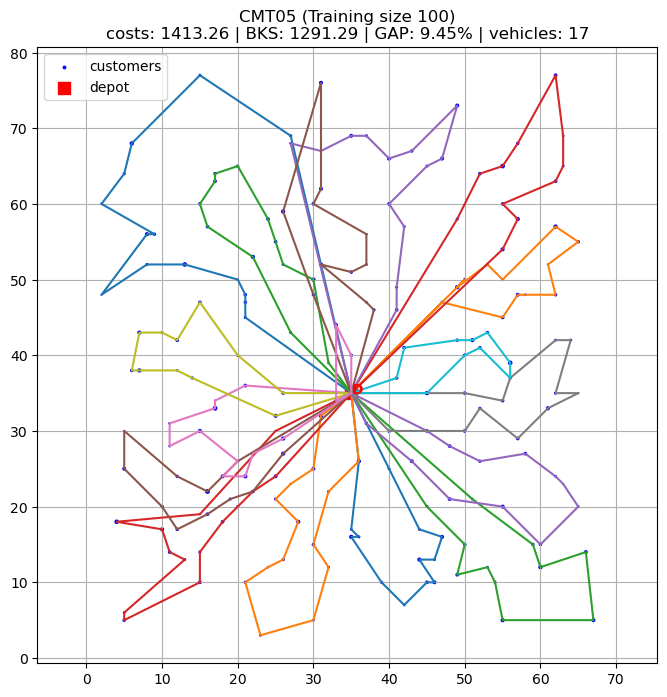 CMT05 (Training size 100)
costs: 1413.26 | BKS: 1291.29 | GAP: 9.45% | vehicles: 17
customers
depot
80
70
60
50
40
30
20
10
0
0 10 20 30 40 50 60 70